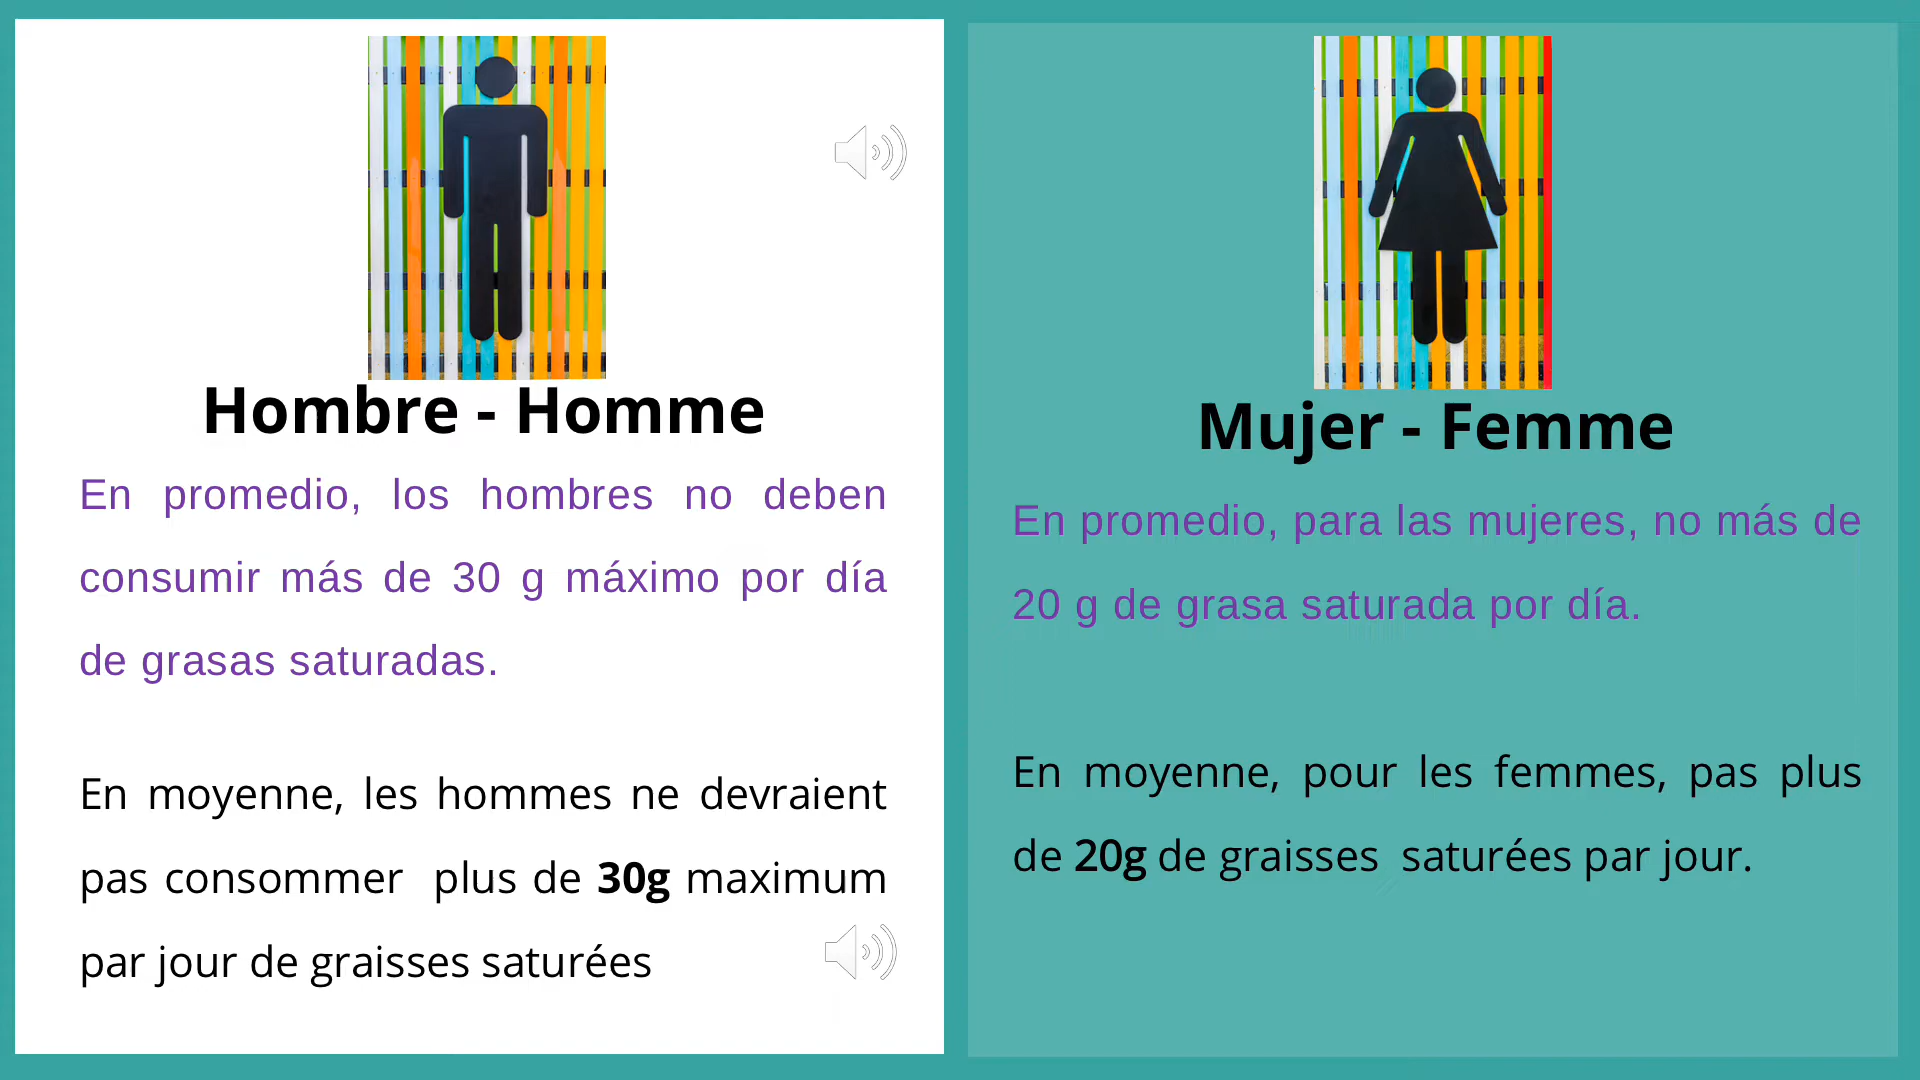 Hombre - Homme
En promedio, los hombres no deben
consumir más de 30 g máximo por día
de grasas saturadas.
En moyenne, les hommes ne devraient
pas consommer plus de 30g maximum
par jour de graisses saturées
Mujer - Femme
En promedio, para las mujeres, no más de
20 g de grasa saturada por día.
En moyenne, pour les femmes, pas plus
de 20g de graisses saturées par jour.